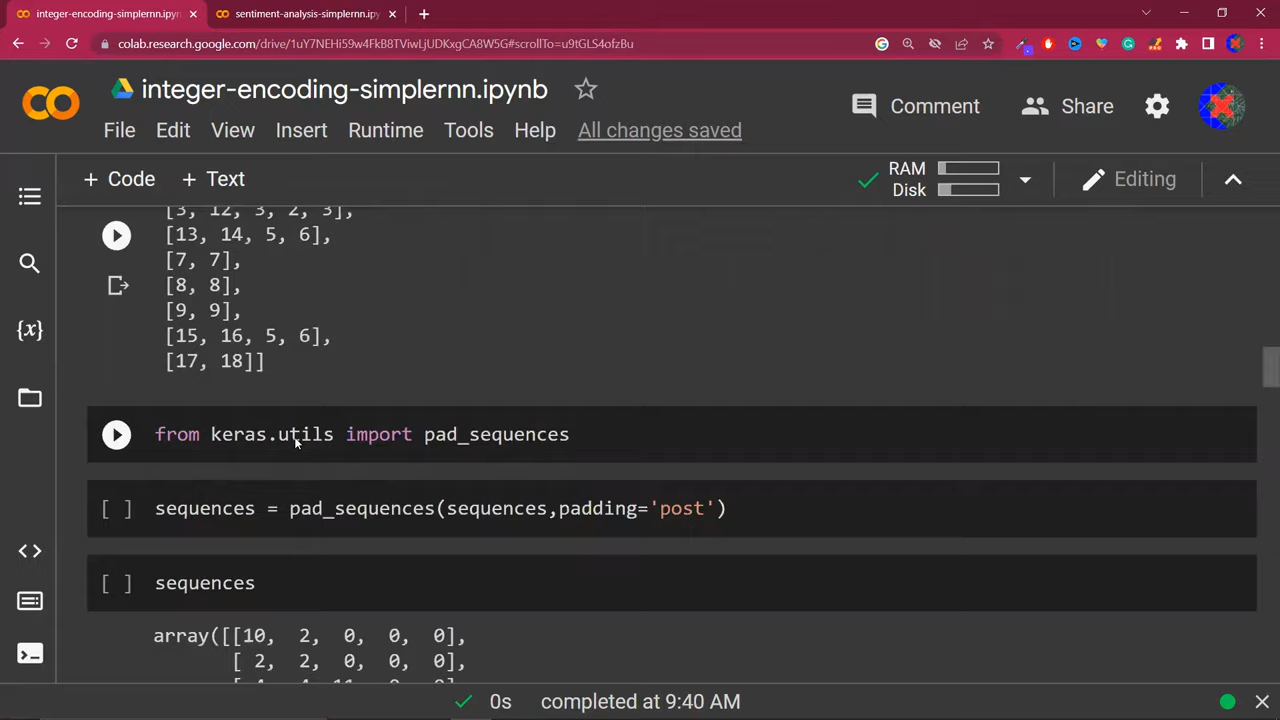 integer-encoding-simplernn.ipyn
sentiment-analysis-simplernn.ipy
colab.research.google.com/drive/1uY7NEHi59w4FkB8TViwLjUDKxgCA8W5G#scrollTo=u9tGLS4ofzBu
integer-encoding-simplernn.ipynb
Comment
Share
File Edit View Insert Runtime Tools Help All changes saved
+ Code + Text
RAM
Disk
Editing
[3, 12, 3, 2, 3],
[13, 14, 5, 6],
[7, 7],
[8, 8],
[9, 9],
[15, 16, 5, 6],
[17, 18]]
from keras.utils import pad_sequences
[ ] sequences = pad_sequences(sequences,padding='post')
[ ] sequences
array([[10, 2, 0, 0, 0],
[ 2, 2, 0, 0, 0],
0s completed at 9:40 AM